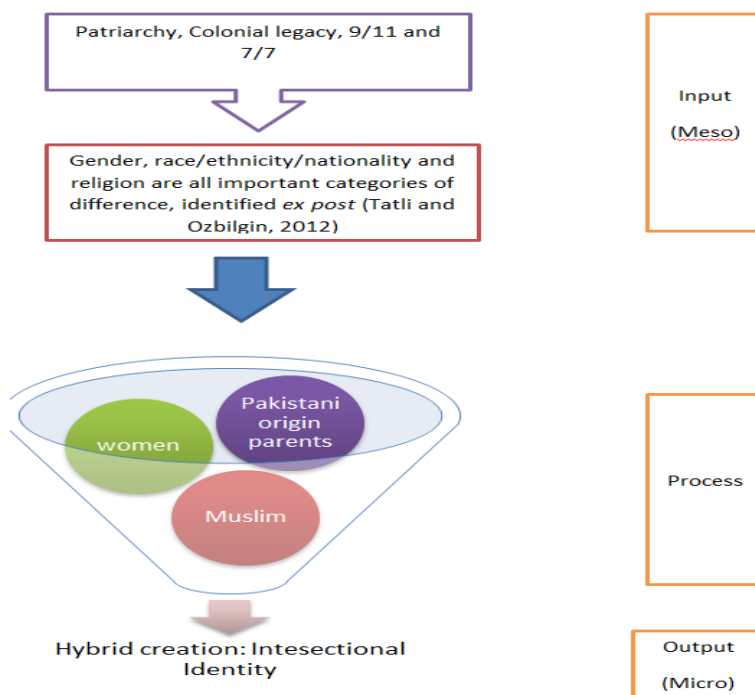 Patriarchy, Colonial legacy, 9/11 and
7/7
Input
(Meso)
Gender, race/ethnicity/nationality and
religion are all important categories of
difference, identified ex post (Tatli and
Ozbilgin, 2012)
Pakistani
origin
parents
women
Muslim
Process
Hybrid creation: Intesectional
Identity
Output
(Micro)